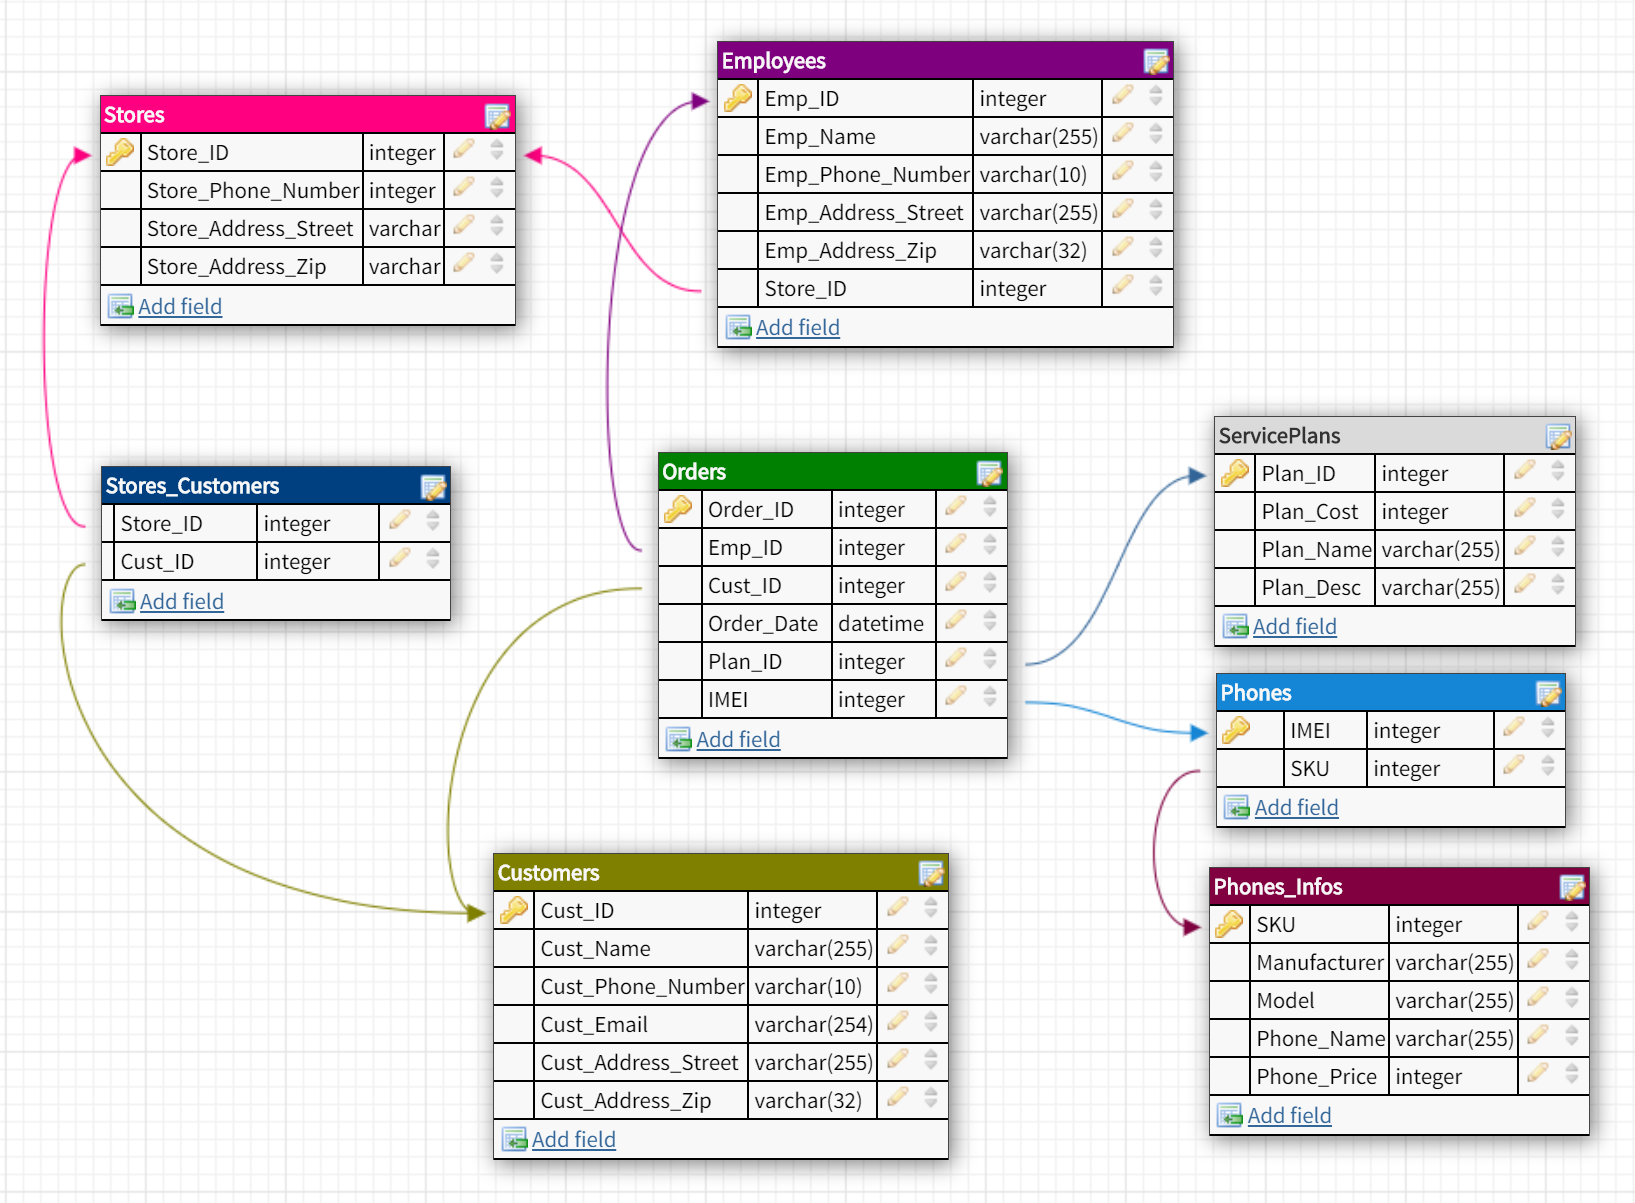 Employees
Emp_ID integer
Emp_Name varchar(255)
Emp_Phone_Number varchar(10)
Emp_Address_Street varchar(255)
Emp_Address_Zip varchar(32)
Store_ID integer
Add field
Stores
Store_ID integer
Store_Phone_Number integer
Store_Address_Street varchar
Store_Address_Zip varchar
Add field
Stores_Customers
Store_ID integer
Cust_ID integer
Add field
Orders
Order_ID integer
Emp_ID integer
Cust_ID integer
Order_Date datetime
Plan_ID integer
IMEI integer
Add field
ServicePlans
Plan_ID integer
Plan_Cost integer
Plan_Name varchar(255)
Plan_Desc varchar(255)
Add field
Phones
IMEI integer
SKU integer
Add field
Customers
Cust_ID integer
Cust_Name varchar(255)
Cust_Phone_Number varchar(10)
Cust_Email varchar(254)
Cust_Address_Street varchar(255)
Cust_Address_Zip varchar(32)
Add field
Phones_Infos
SKU integer
Manufacturer varchar(255)
Model varchar(255)
Phone_Name varchar(255)
Phone_Price integer
Add field